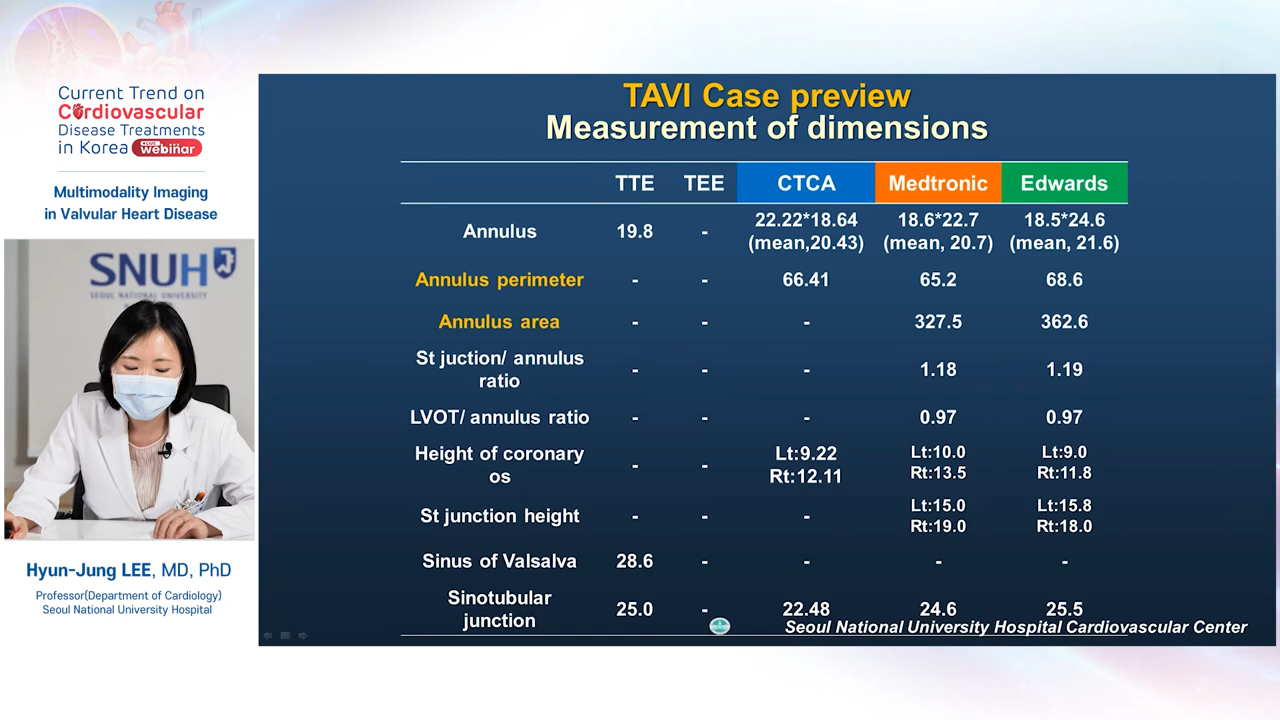 Current Trend on
Cardiovascular
Disease Treatments
in Korea LIVE webinar
Multimodality Imaging
in Valvular Heart Disease
SNUH
SEOUL NATIONAL UNIVERSITY
Hyun-Jung LEE, MD, PhD
Professor(Department of Cardiology)
Seoul National University Hospital
TAVI Case preview
Measurement of dimensions
TTE TEE CTCA Medtronic Edwards
Annulus 19.8 - 22.22*18.64 (mean,20.43) 18.6*22.7 (mean, 20.7) 18.5*24.6 (mean, 21.6)
Annulus perimeter - - 66.41 65.2 68.6
Annulus area - - - 327.5 362.6
St juction/ annulus ratio - - - 1.18 1.19
LVOT/ annulus ratio - - - 0.97 0.97
Height of coronary os - - Lt:9.22 Rt:12.11 Lt:10.0 Rt:13.5 Lt:9.0 Rt:11.8
St junction height - - - Lt:15.0 Rt:19.0 Lt:15.8 Rt:18.0
Sinus of Valsalva 28.6 - - - -
Sinotubular junction 25.0 - 22.48 24.6 25.5
Seoul National University Hospital Cardiovascular Center